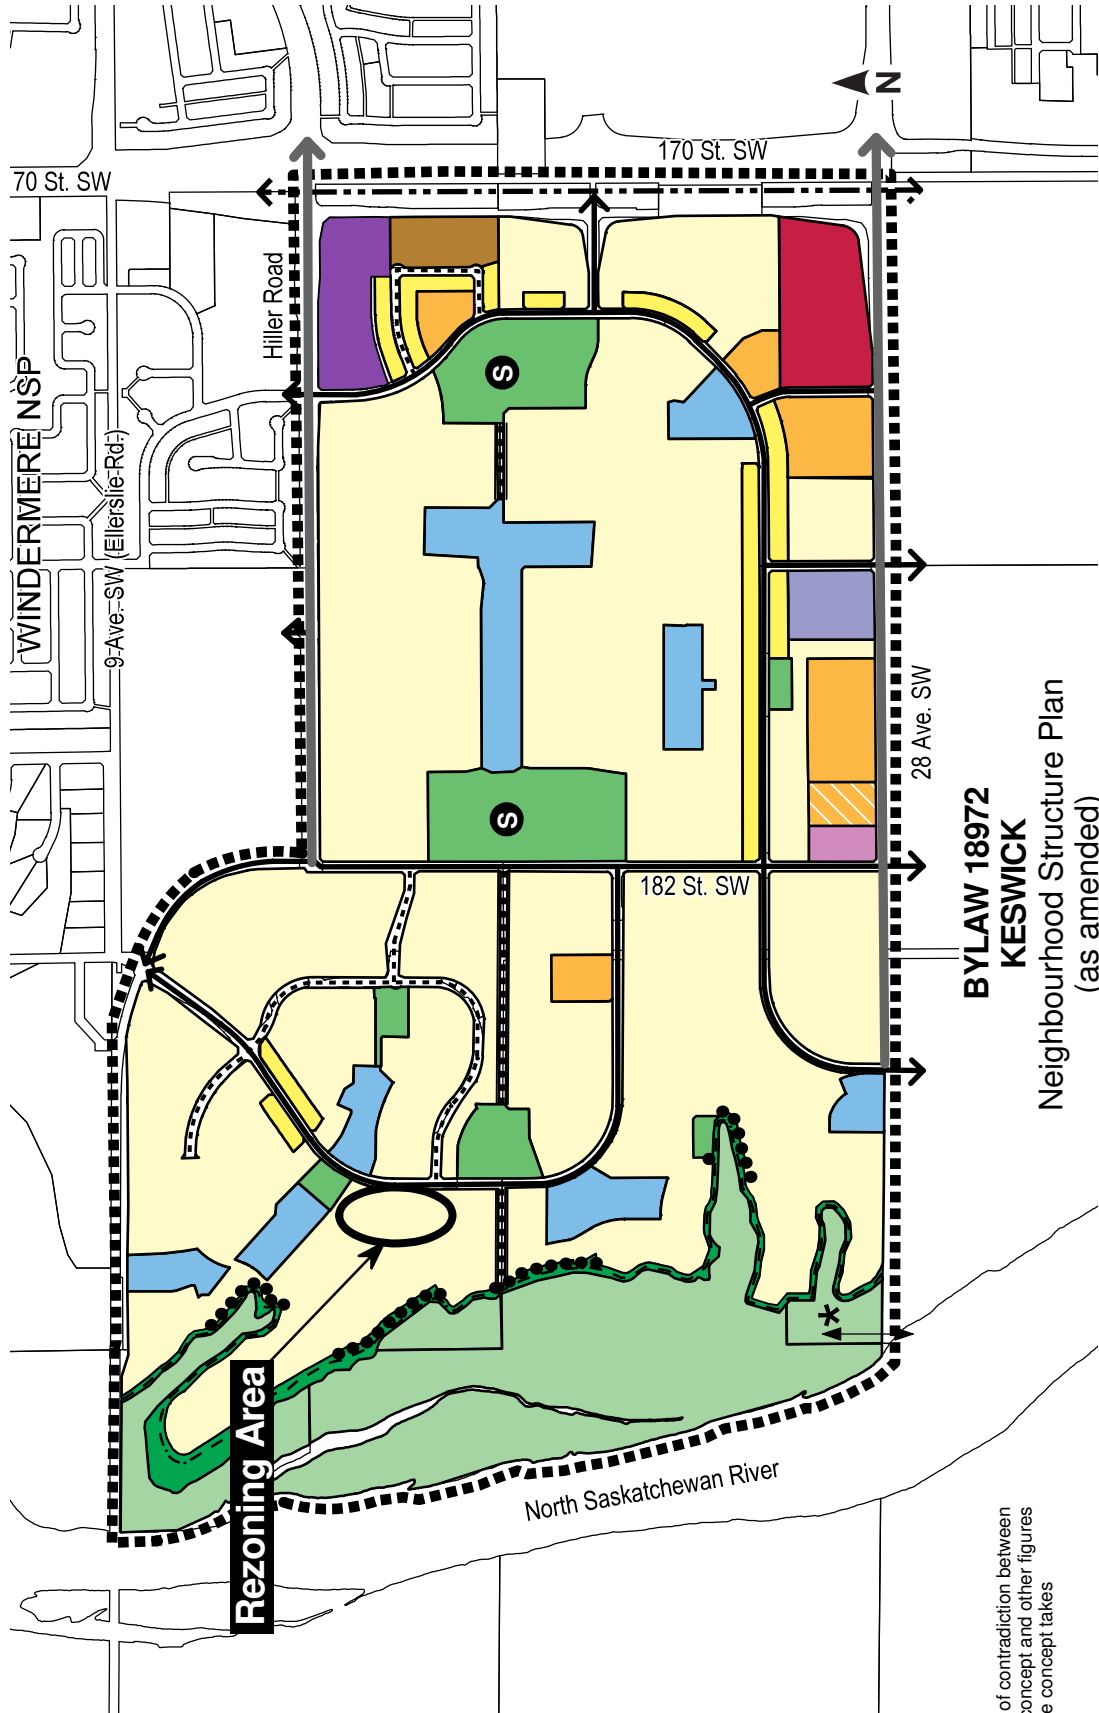 WINDERMERE NSP
9 Ave. SW (Ellerslie Rd.)
70 St. SW
Hiller Road
170 St. SW
N
S
S
182 St. SW
28 Ave. SW
Rezoning Area
*
North Saskatchewan River
BYLAW 18972
KESWICK
Neighbourhood Structure Plan
(as amended)
of contradiction between
concept and other figures
e concept takes